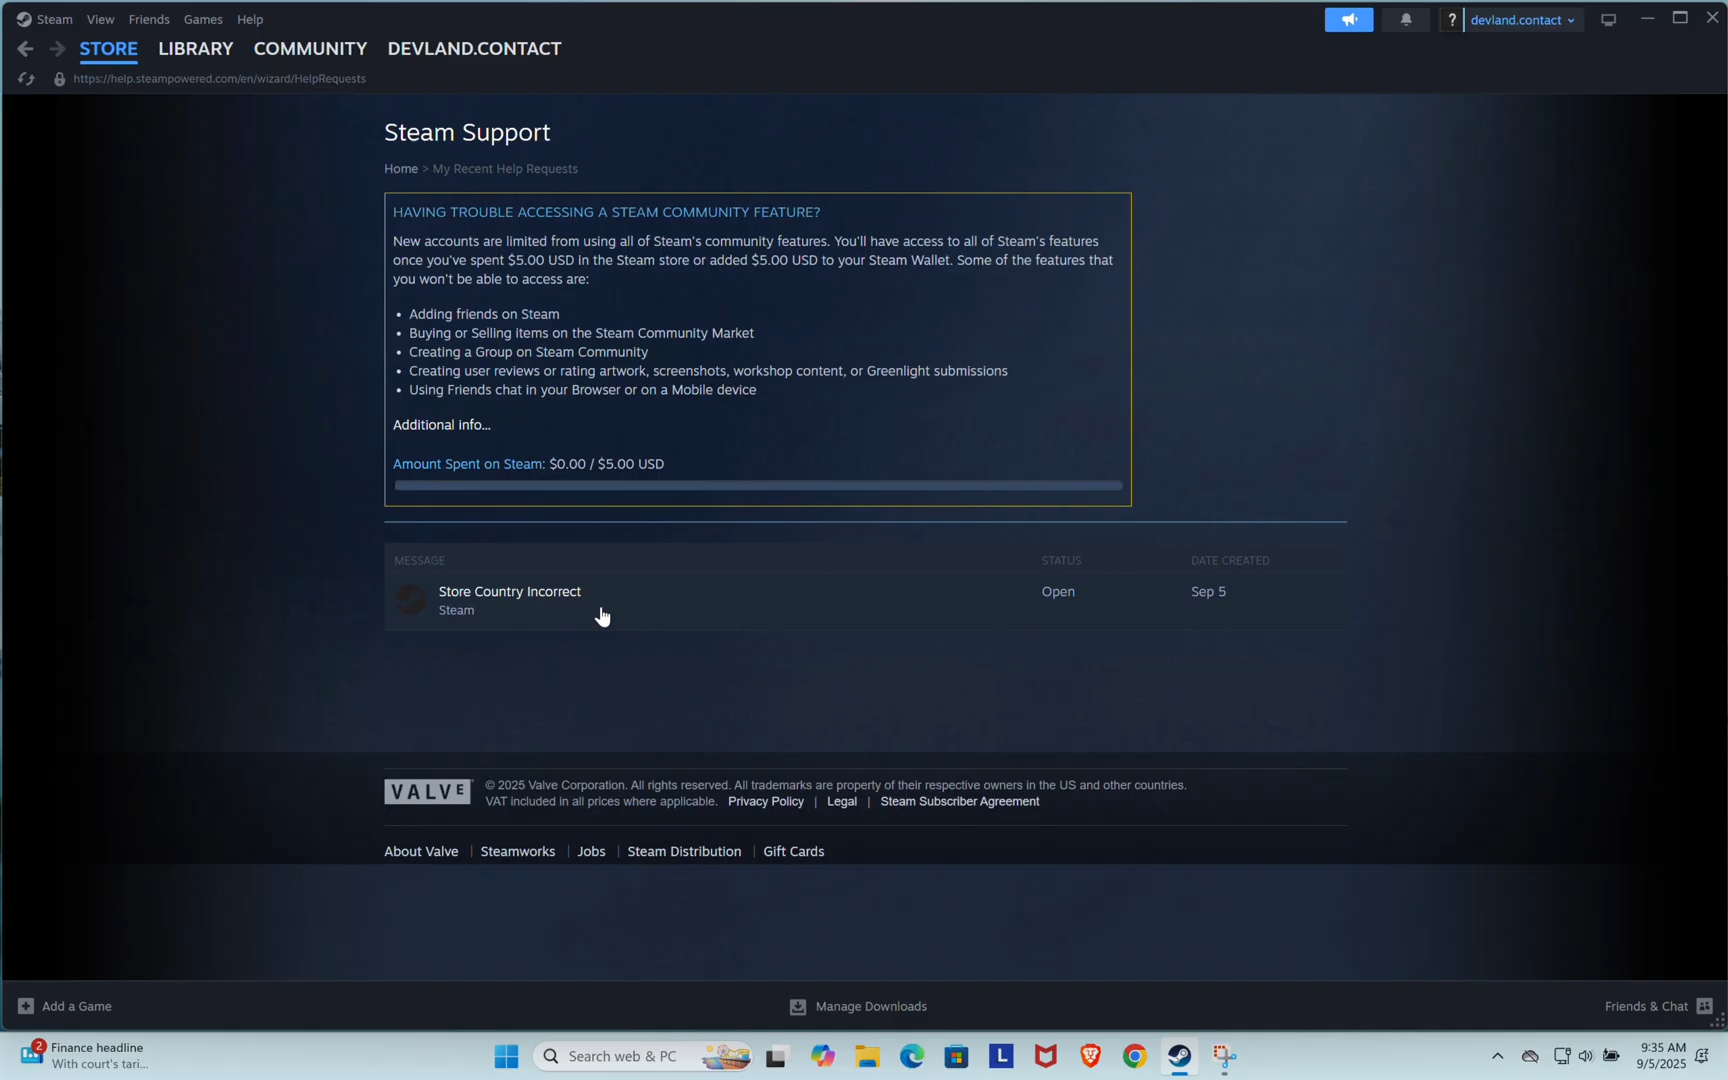 Steam View Friends Games Help
? devland.contact
STORE LIBRARY COMMUNITY DEVLAND.CONTACT
https://help.steampowered.com/en/wizard/HelpRequests
Steam Support
Home > My Recent Help Requests
HAVING TROUBLE ACCESSING A STEAM COMMUNITY FEATURE?
New accounts are limited from using all of Steam's community features. You'll have access to all of Steam's features
once you've spent $5.00 USD in the Steam store or added $5.00 USD to your Steam Wallet. Some of the features that
you won't be able to access are:
• Adding friends on Steam
• Buying or Selling items on the Steam Community Market
• Creating a Group on Steam Community
• Creating user reviews or rating artwork, screenshots, workshop content, or Greenlight submissions
• Using Friends chat in your Browser or on a Mobile device
Additional info...
Amount Spent on Steam: $0.00 / $5.00 USD
MESSAGE STATUS DATE CREATED
Store Country Incorrect Open Sep 5
Steam
VALVE
© 2025 Valve Corporation. All rights reserved. All trademarks are property of their respective owners in the US and other countries.
VAT included in all prices where applicable. Privacy Policy | Legal | Steam Subscriber Agreement
About Valve | Steamworks | Jobs | Steam Distribution | Gift Cards
Add a Game Manage Downloads Friends & Chat
2 Finance headline
With court's tari...
Search web & PC
L
9:35 AM
9/5/2025